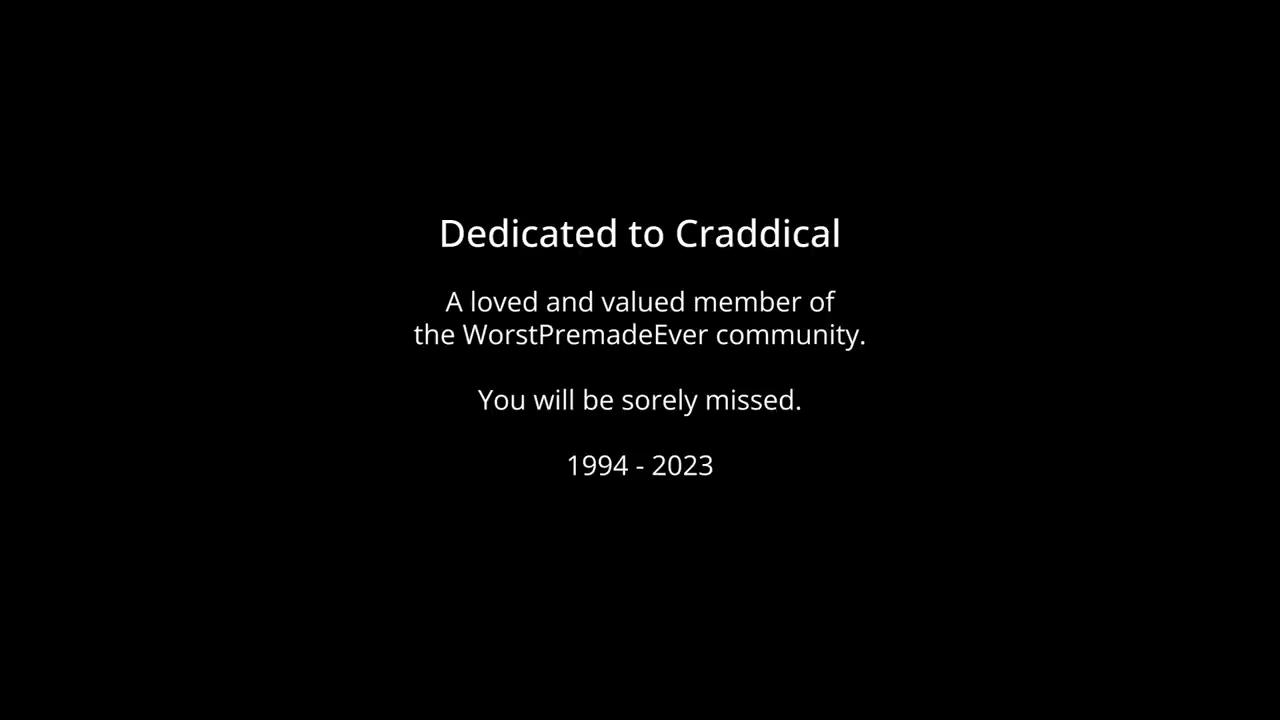 Dedicated to Craddical
A loved and valued member of
the WorstPremadeEver community.
You will be sorely missed.
1994 - 2023